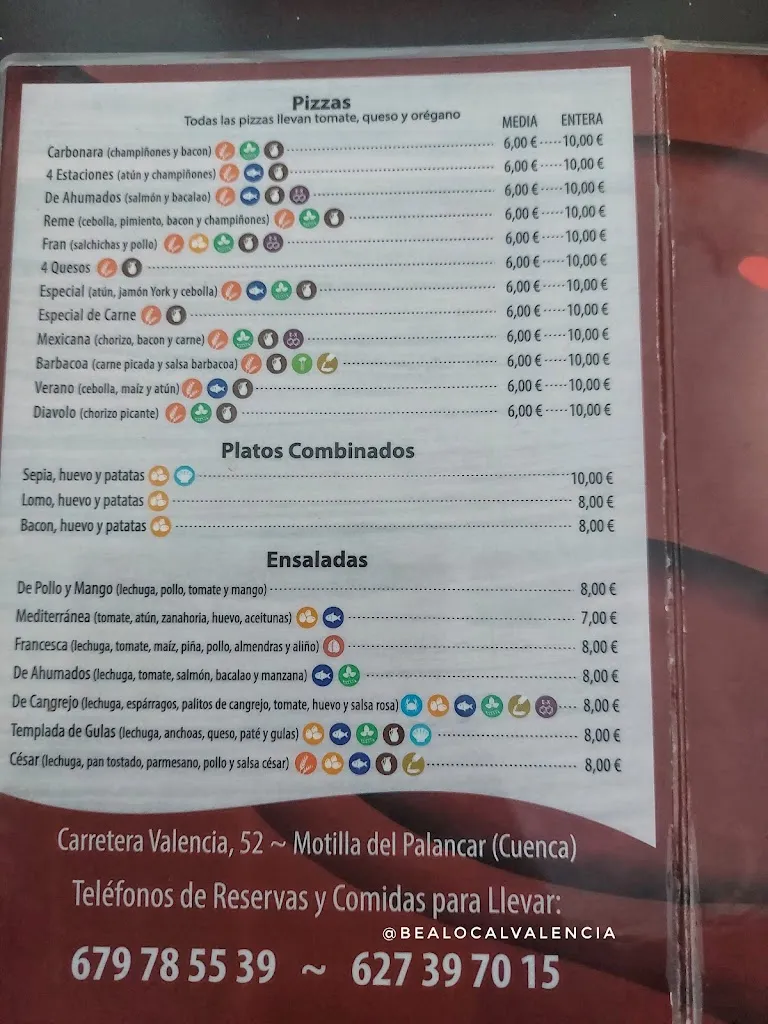 Pizzas
Todas las pizzas llevan tomate, queso y orégano
MEDIA ENTERA
Carbonara (champiñones y bacon) 6,00 € 10,00 €
4 Estaciones (atún y champiñones) 6,00 € 10,00 €
De Ahumados (salmón y bacalao) 6,00 € 10,00 €
Reme (cebolla, pimiento, bacon y champiñones) 6,00 € 10,00 €
Fran (salchichas y pollo) 6,00 € 10,00 €
4 Quesos 6,00 € 10,00 €
Especial (atún, jamón York y cebolla) 6,00 € 10,00 €
Especial de Carne 6,00 € 10,00 €
Mexicana (chorizo, bacon y carne) 6,00 € 10,00 €
Barbacoa (carne picada y salsa barbacoa) 6,00 € 10,00 €
Verano (cebolla, maíz y atún) 6,00 € 10,00 €
Diavolo (chorizo picante) 6,00 € 10,00 €
Platos Combinados
Sepia, huevo y patatas 10,00 €
Lomo, huevo y patatas 8,00 €
Bacon, huevo y patatas 8,00 €
Ensaladas
De Pollo y Mango (lechuga, pollo, tomate y mango) 8,00 €
Mediterránea (tomate, atún, zanahoria, huevo, aceitunas) 7,00 €
Francesca (lechuga, tomate, maíz, piña, pollo, almendras y aliño) 8,00 €
De Ahumados (lechuga, tomate, salmón, bacalao y manzana) 8,00 €
De Cangrejo (lechuga, espárragos, palitos de cangrejo, tomate, huevo y salsa rosa) 8,00 €
Templada de Gulas (lechuga, anchoas, queso, paté y gulas) 8,00 €
César (lechuga, pan tostado, parmesano, pollo y salsa césar) 8,00 €
Carretera Valencia, 52 ~ Motilla del Palancar (Cuenca)
Teléfonos de Reservas y Comidas para Llevar:
@BEALOCALVALENCIA
679 78 55 39 ~ 627 39 70 15